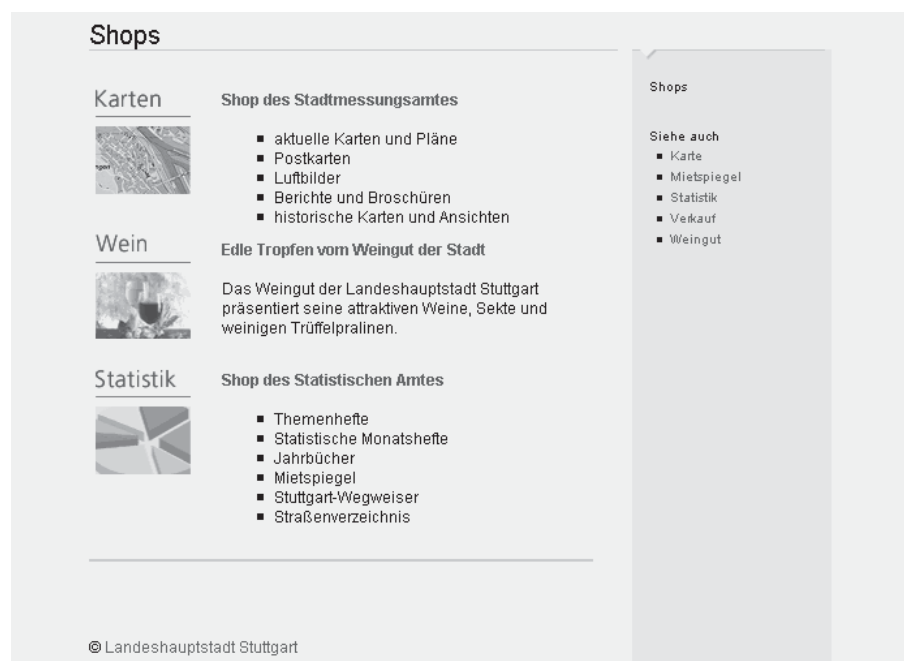 Shops
Karten
Shop des Stadtmessungsamtes
aktuelle Karten und Pläne
Postkarten
Luftbilder
Berichte und Broschüren
historische Karten und Ansichten
Wein
Edle Tropfen vom Weingut der Stadt
Das Weingut der Landeshauptstadt Stuttgart
präsentiert seine attraktiven Weine, Sekte und
weinigen Trüffelpralinen.
Statistik
Shop des Statistischen Amtes
Themenhefte
Statistische Monatshefte
Jahrbücher
Mietspiegel
Stuttgart-Wegweiser
Straßenverzeichnis
© Landeshauptstadt Stuttgart
Shops
Siehe auch
Karte
Mietspiegel
Statistik
Verkauf
Weingut